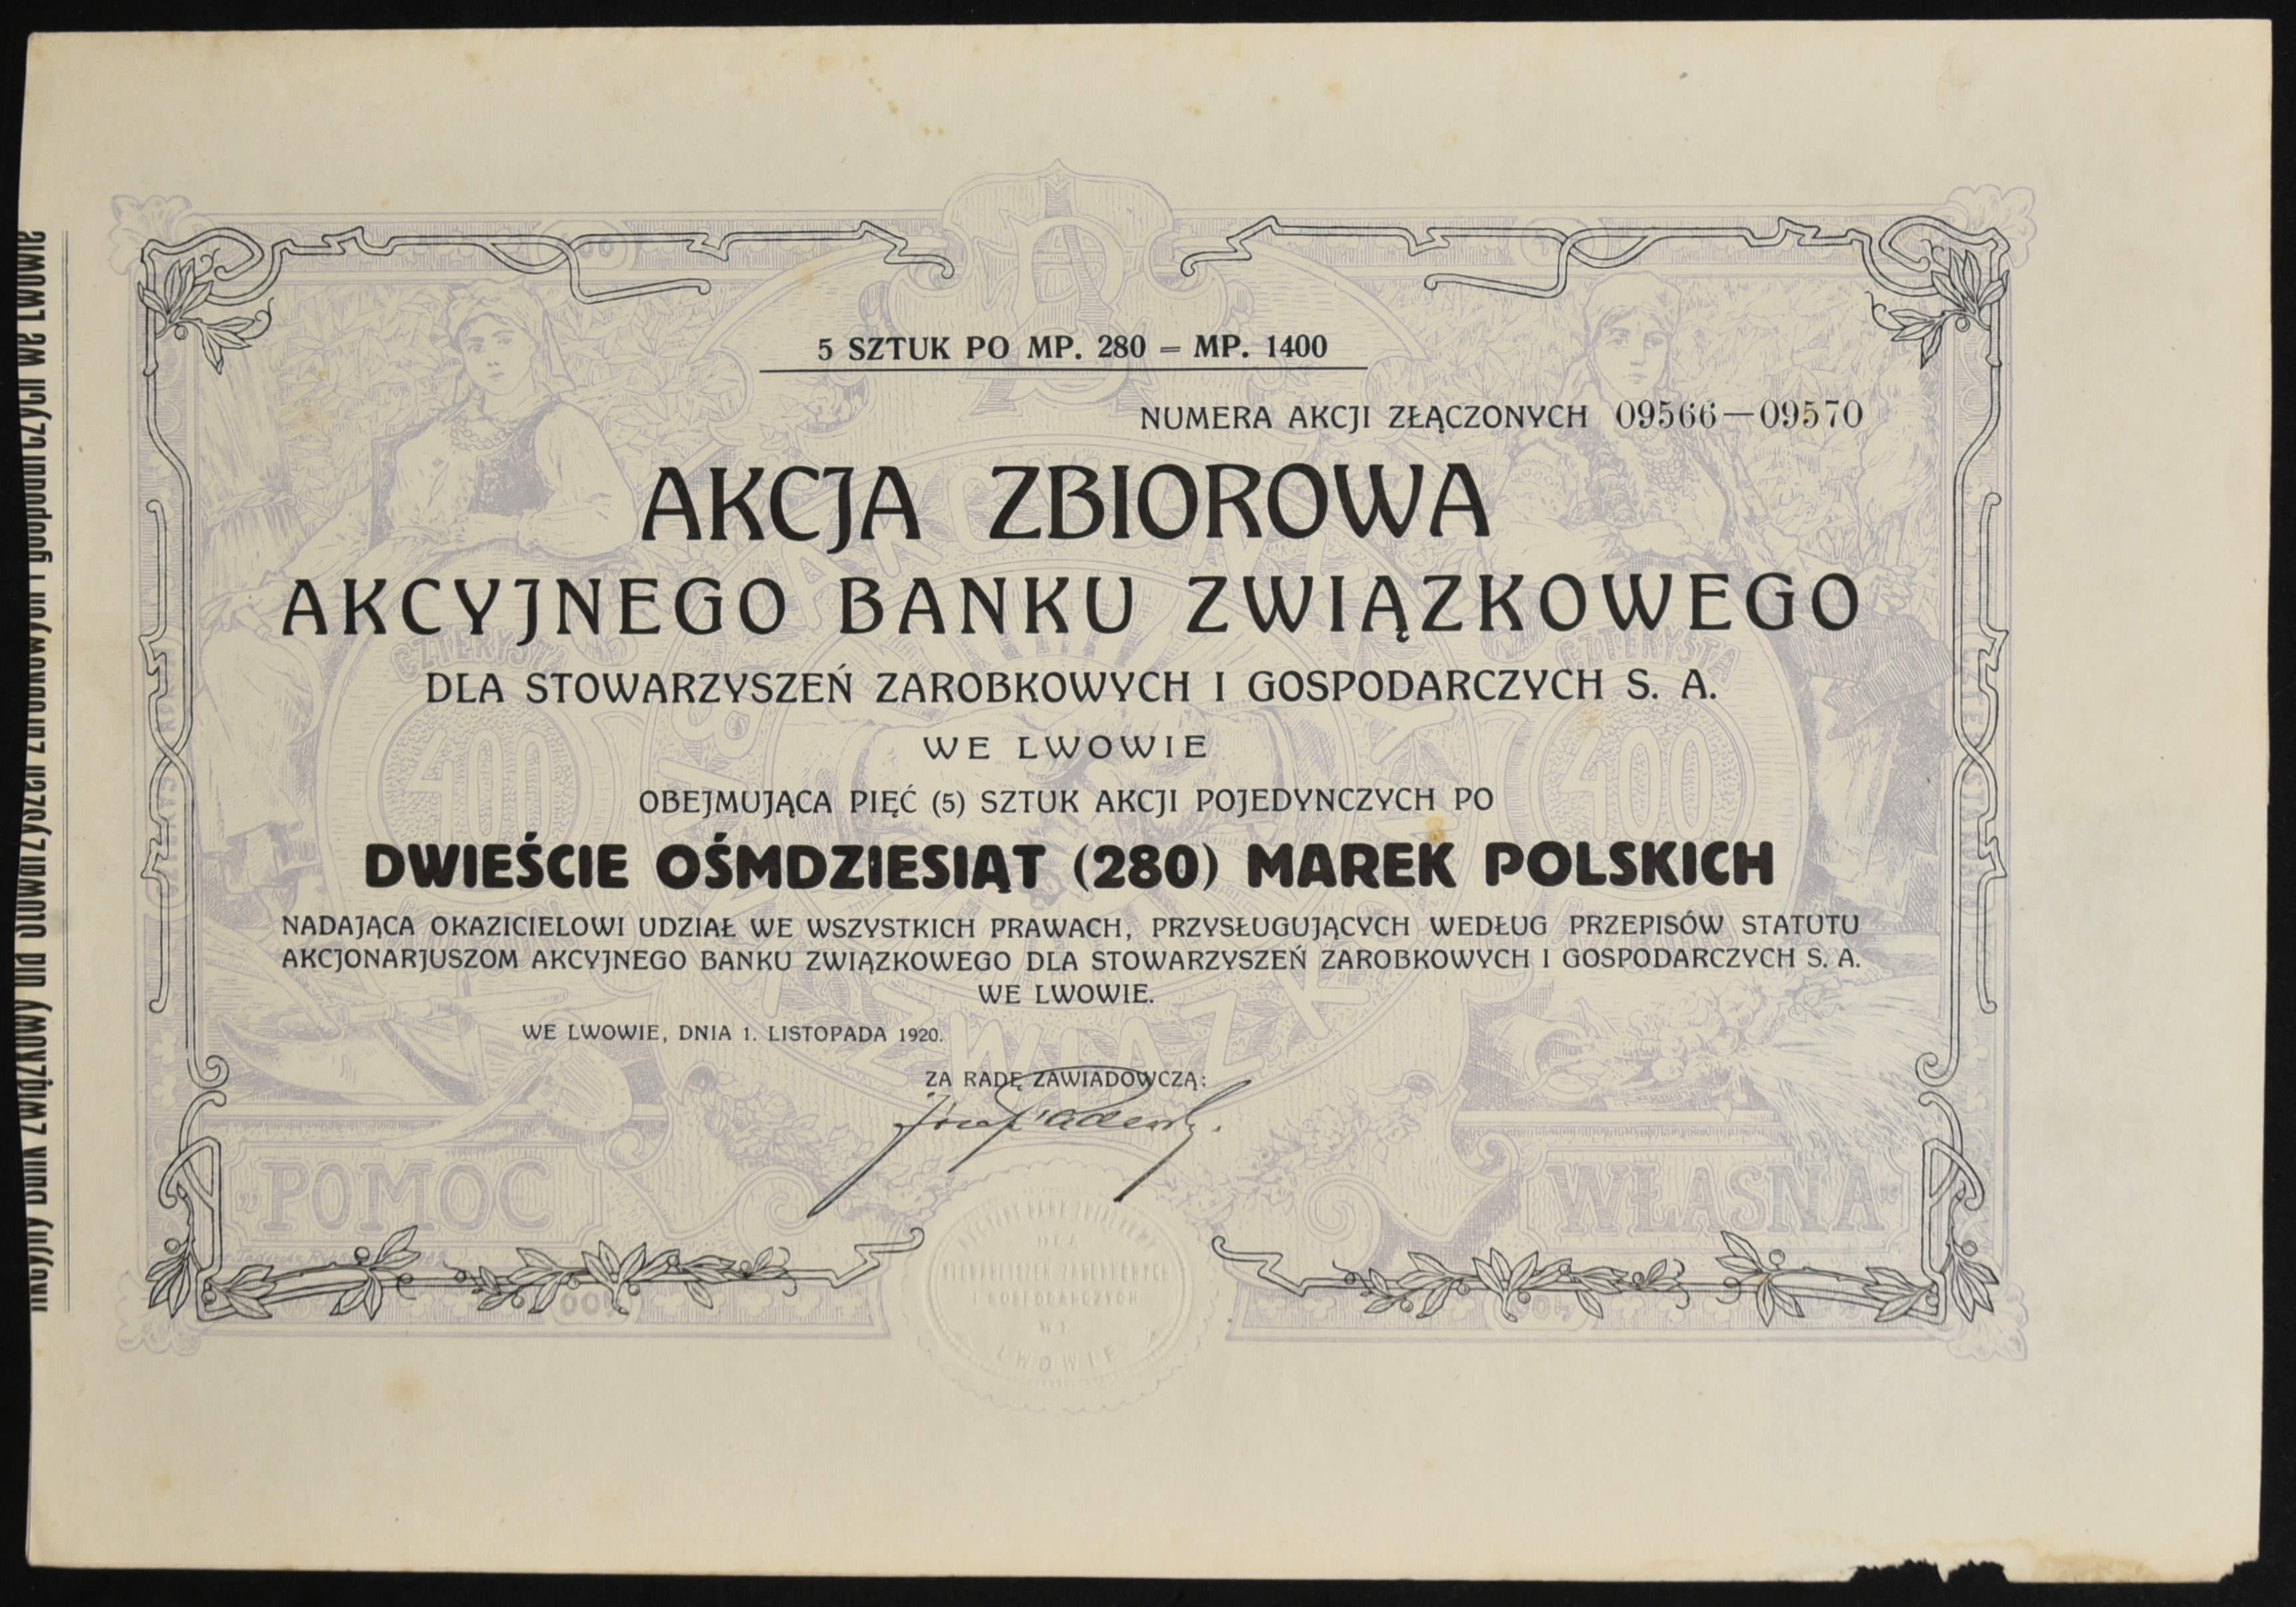 5 SZTUK PO MP. 280 = MP. 1400
NUMERA AKCJI ZŁĄCZONYCH 09566—09570
AKCJA ZBIOROWA
AKCYJNEGO BANKU ZWIĄZKOWEGO
DLA STOWARZYSZEŃ ZAROBKOWYCH I GOSPODARCZYCH S. A.
WE LWOWIE
OBEJMUJĄCA PIĘĆ (5) SZTUK AKCJI POJEDYNCZYCH PO
DWIEŚCIE OŚMDZIESIĄT (280) MAREK POLSKICH
NADAJĄCA OKAZICIELOWI UDZIAŁ WE WSZYSTKICH PRAWACH, PRZYSŁUGUJĄCYCH WEDŁUG PRZEPISÓW STATUTU
AKCJONARJUSZOM AKCYJNEGO BANKU ZWIĄZKOWEGO DLA STOWARZYSZEŃ ZAROBKOWYCH I GOSPODARCZYCH S. A.
WE LWOWIE.
WE LWOWIE, DNIA 1. LISTOPADA 1920.
ZA RADĘ ZAWIADOWCZĄ:
CZTERYSTA
400
CZTERYSTA
400
„POMOC
WŁASNA"
AKCYJNY BANK ZWIĄZKOWY
DLA
STOWARZYSZEŃ ZAROBKOWYCH
I GOSPODARCZYCH
WE
LWOWIE